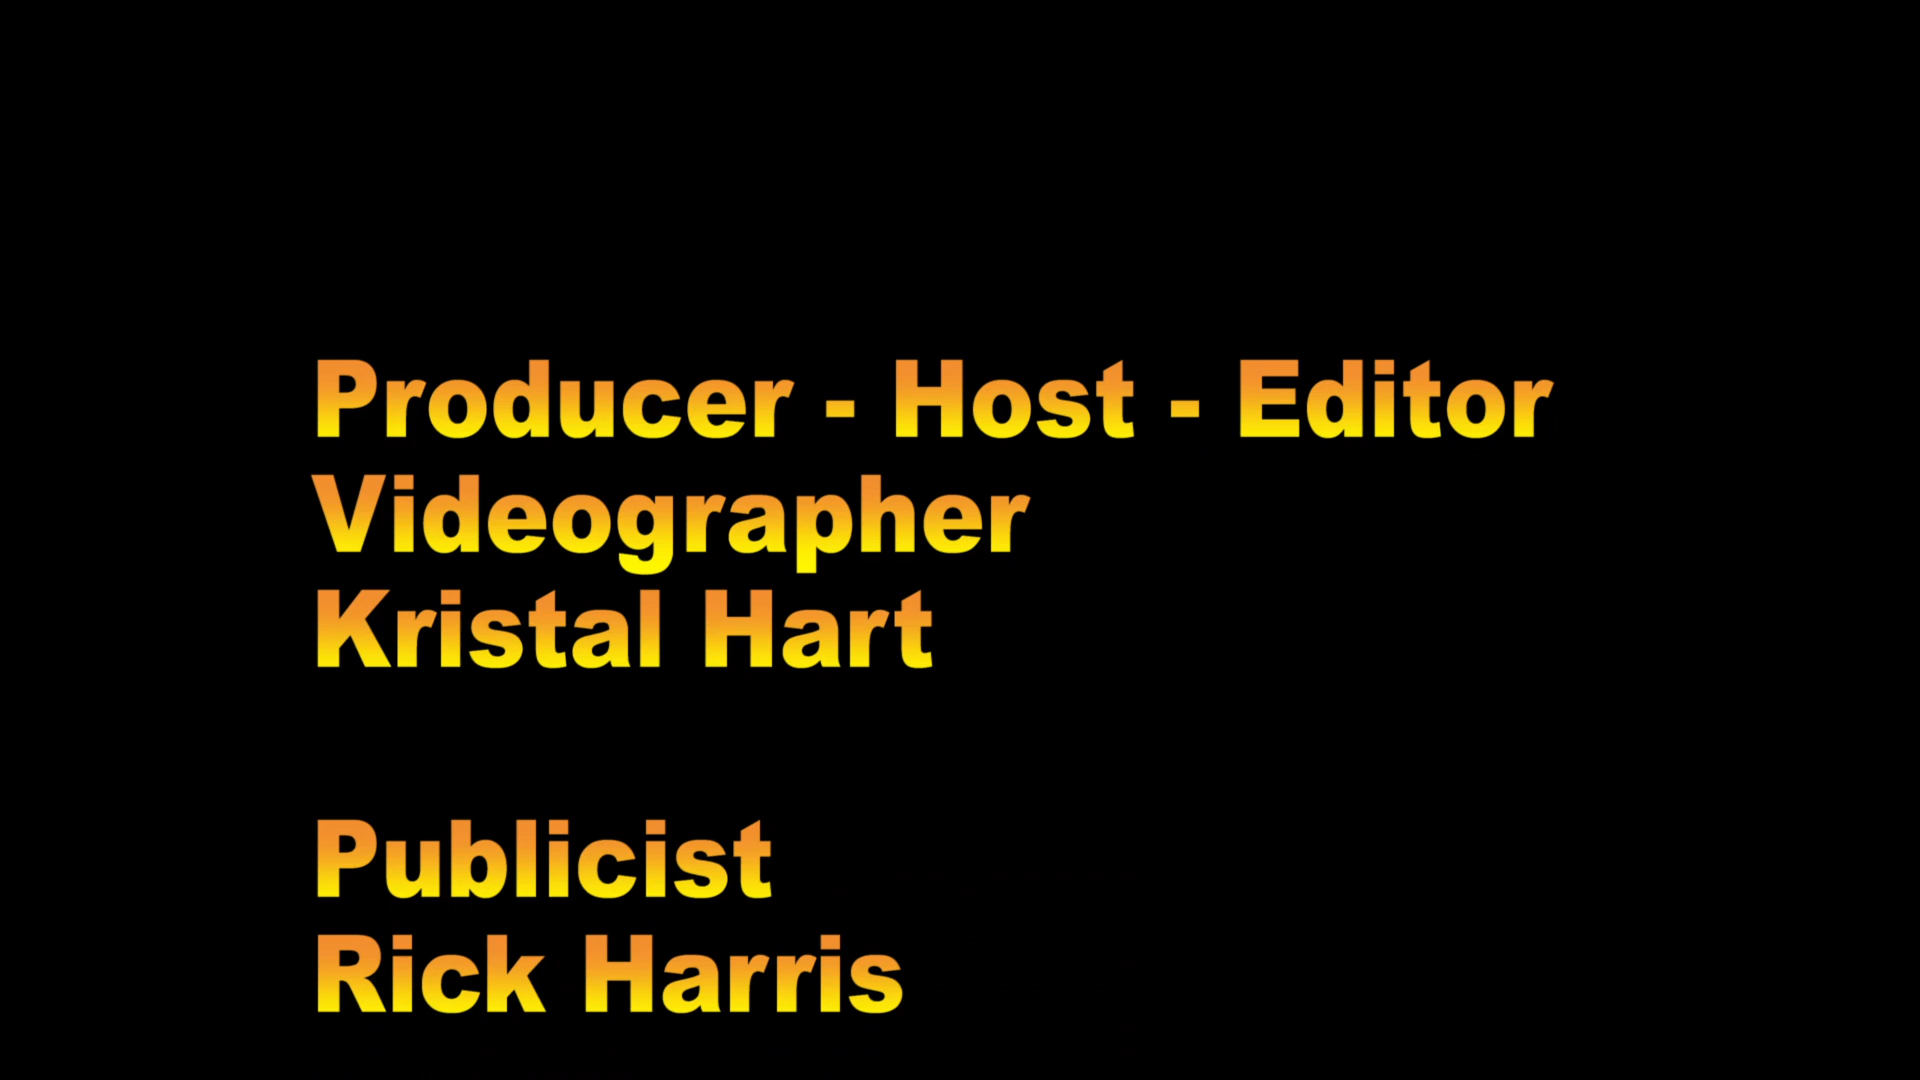 Producer - Host - Editor
Videographer
Kristal Hart
Publicist
Rick Harris